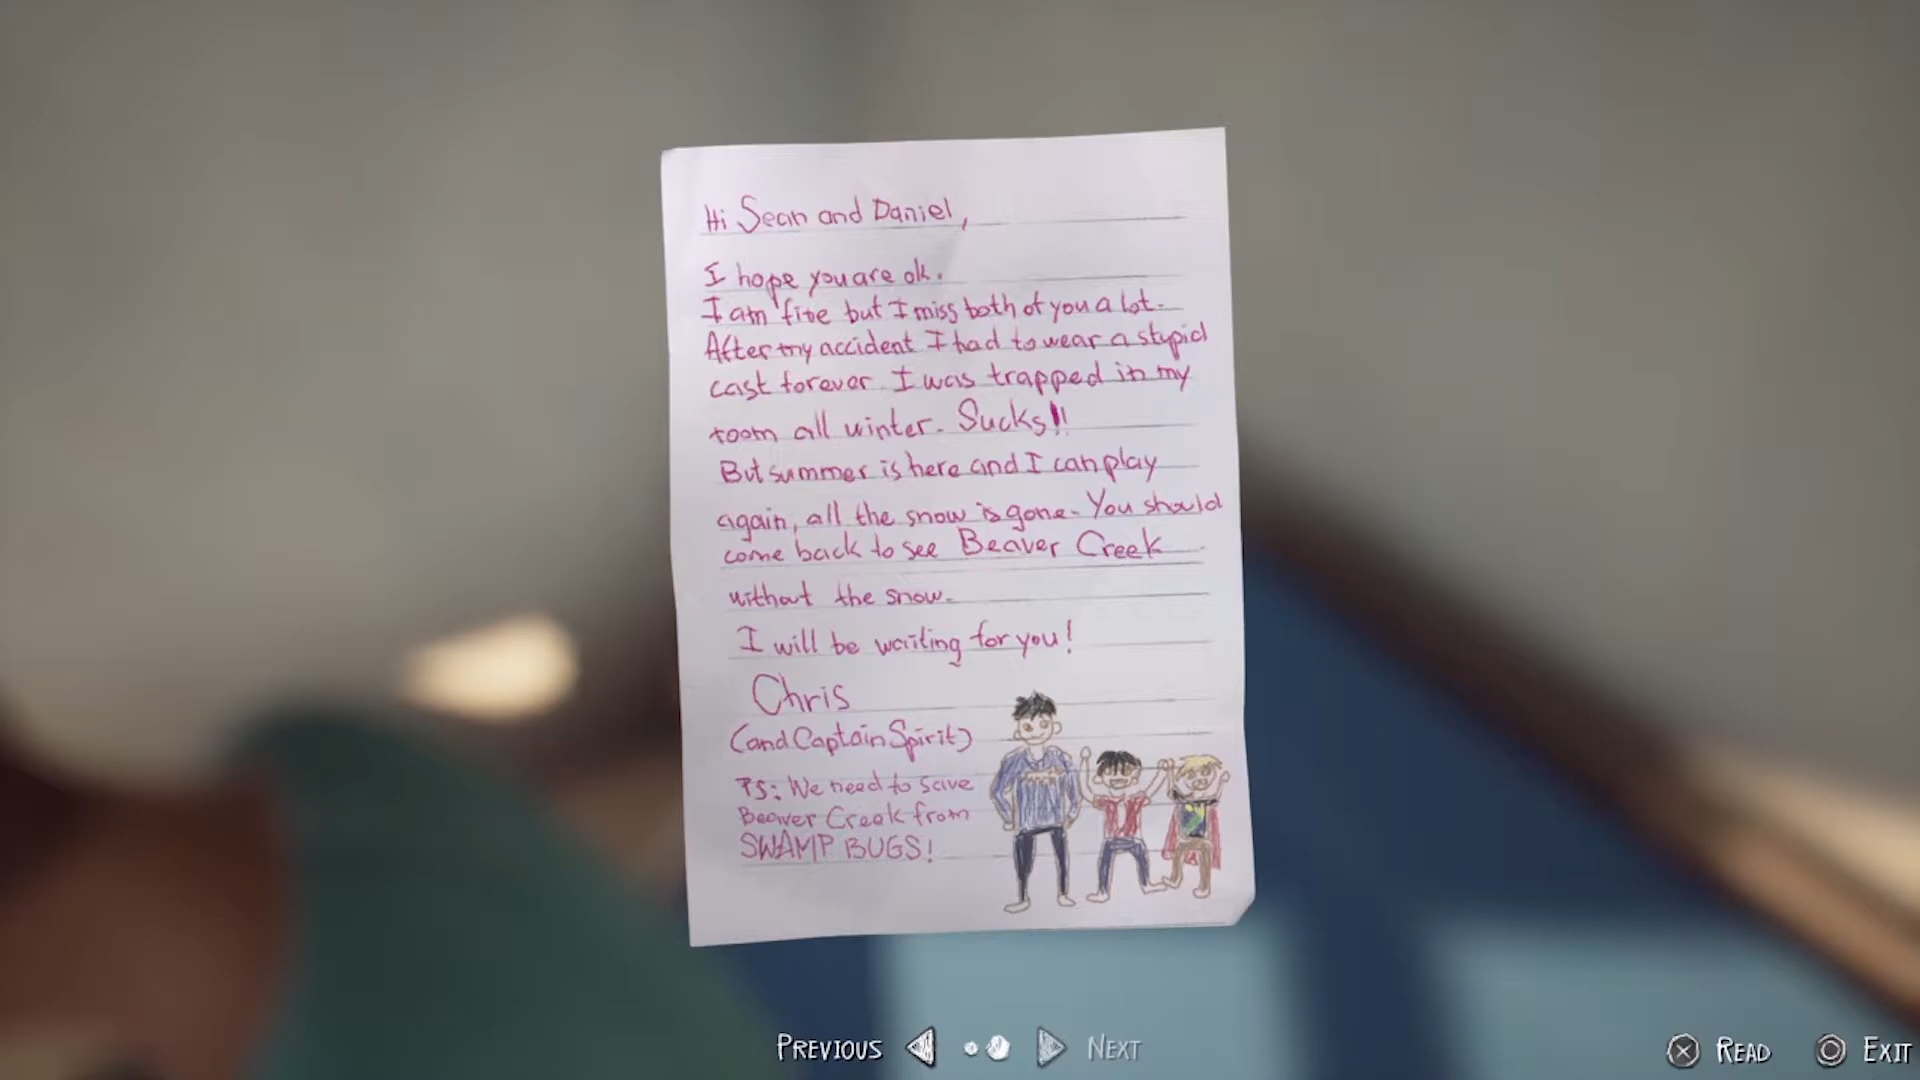 Hi Sean and Daniel,
I hope you are ok.
I am fine but I miss both of you a lot.
After my accident I had to wear a stupid
cast forever. I was trapped in my
room all winter. Sucks!!
But summer is here and I can play
again, all the snow is gone. You should
come back to see Beaver Creek
without the snow.
I will be waiting for you!
Chris
(and Captain Spirit)
PS: We need to save
Beaver Creek from
SWAMP BUGS!
PREVIOUS NEXT
READ EXIT